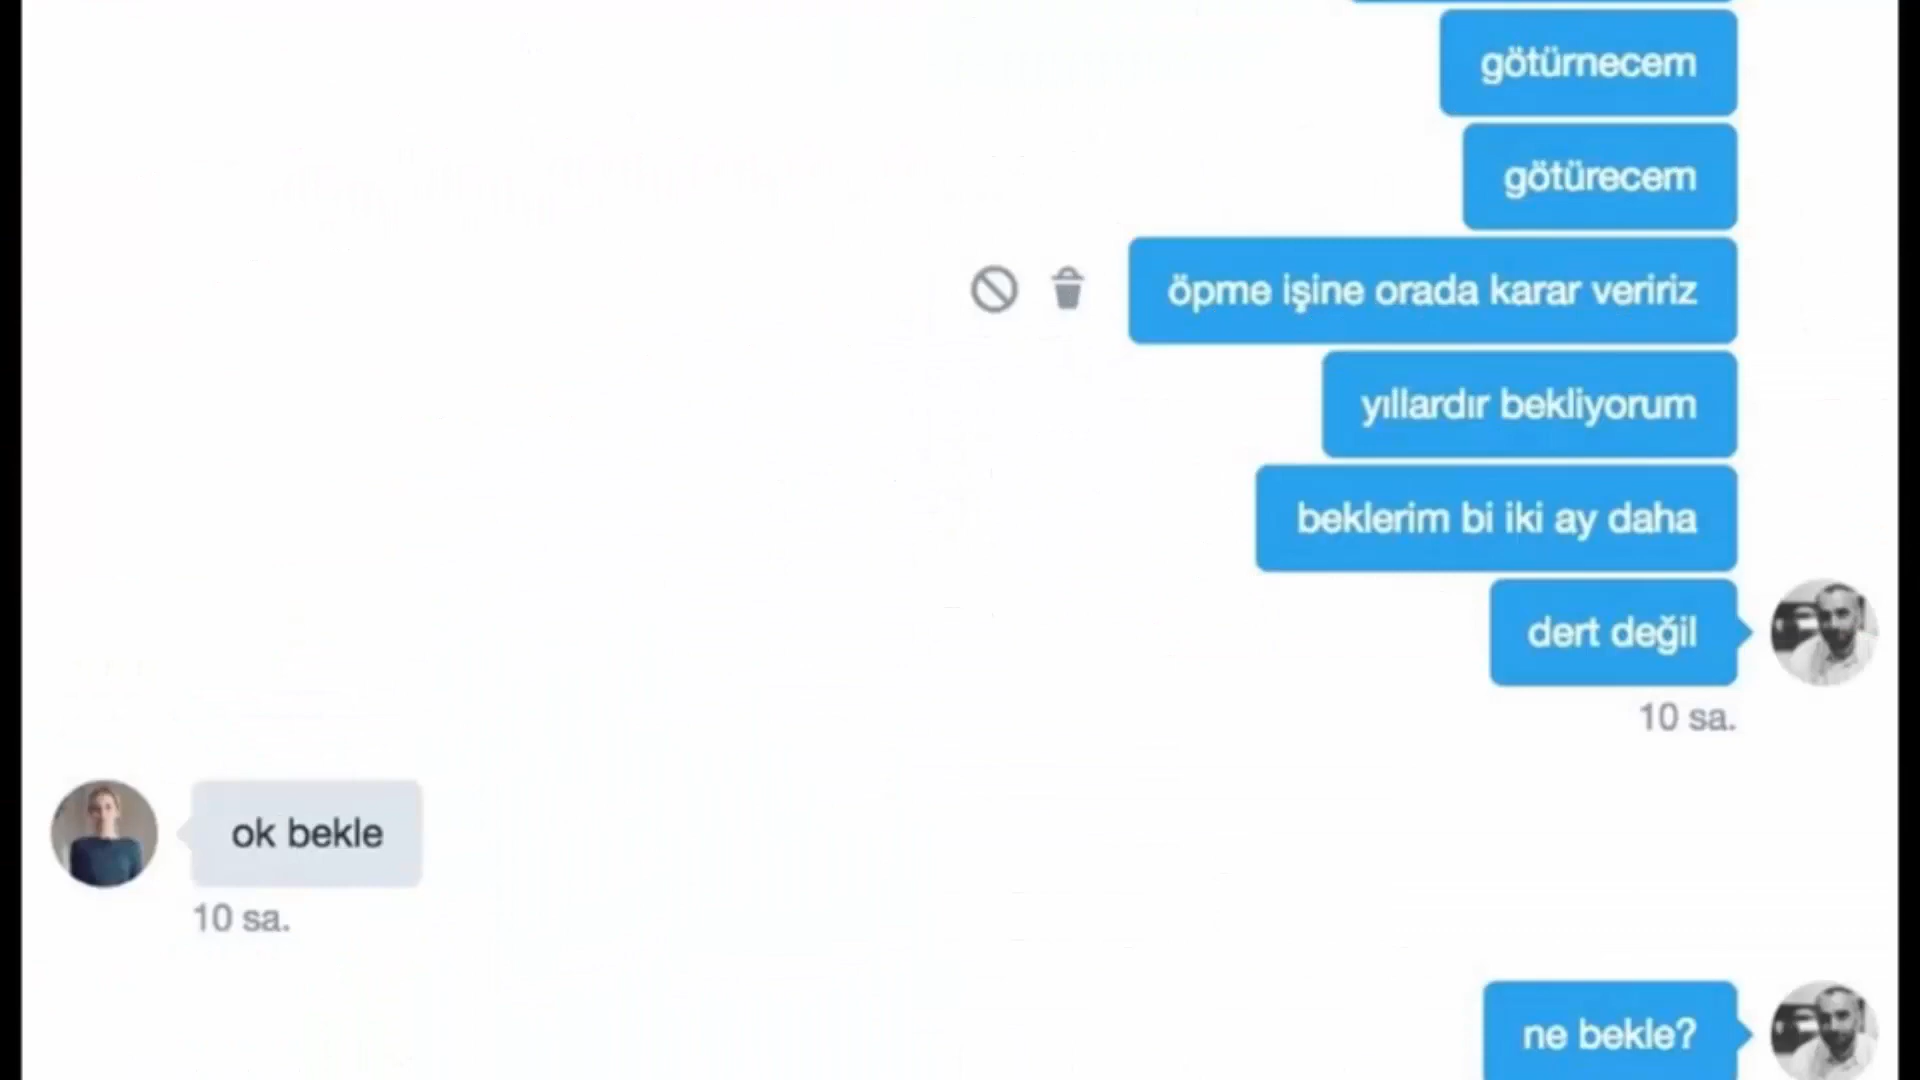 götürnecem
götürecem
öpme işine orada karar veririz
yıllardır bekliyorum
beklerim bi iki ay daha
dert değil
10 sa.
ok bekle
10 sa.
ne bekle?